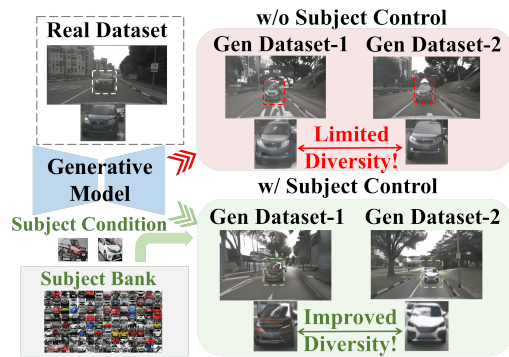 Real Dataset
Generative
Model
Subject Condition
Subject Bank
w/o Subject Control
Gen Dataset-1
Gen Dataset-2
Limited
Diversity!
w/ Subject Control
Gen Dataset-1
Gen Dataset-2
Improved
Diversity!